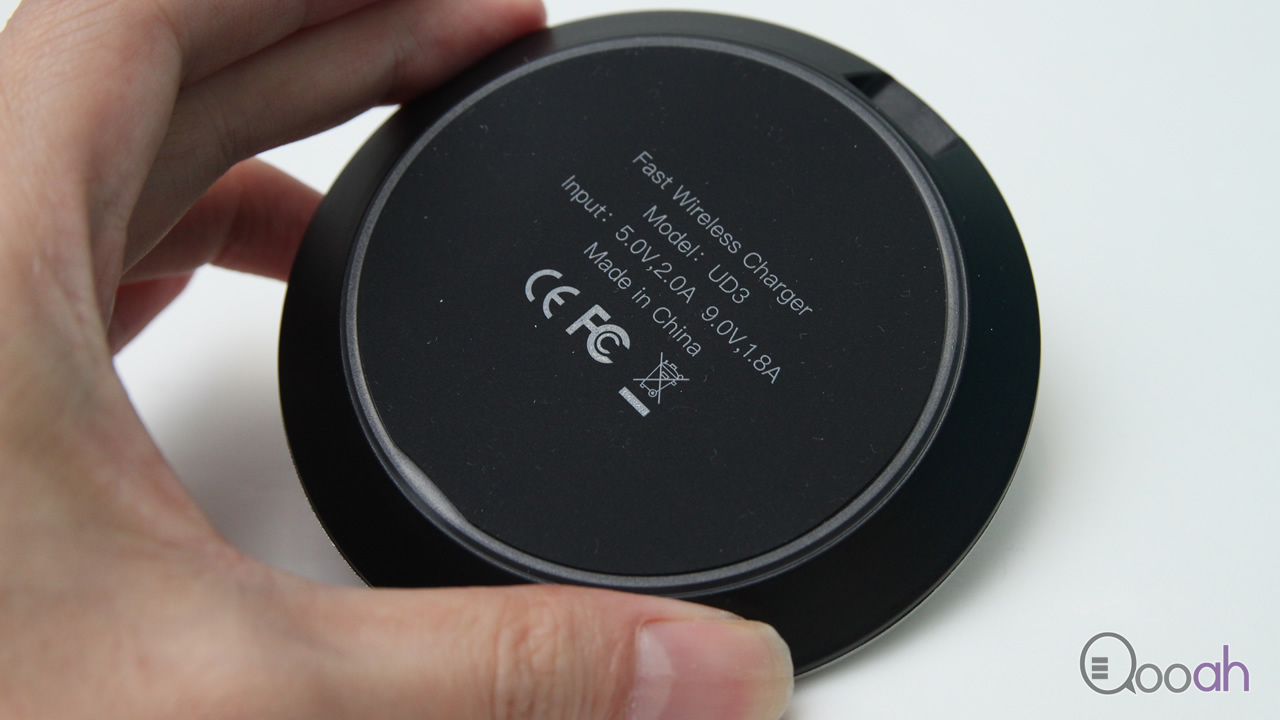 Fast Wireless Charger
Model: UD3
Input: 5.0V,2.0A 9.0V,1.8A
Made in China
CE FC
Qooah